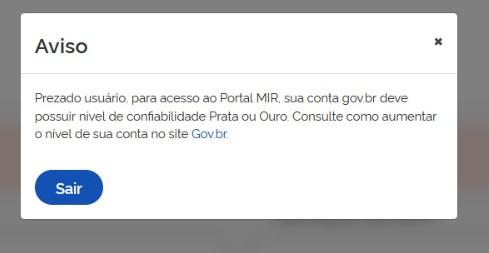 Aviso
Prezado usuário, para acesso ao Portal MIR, sua conta gov.br deve
possuir nível de confiabilidade Prata ou Ouro. Consulte como aumentar
o nível de sua conta no site Gov.br.
Sair